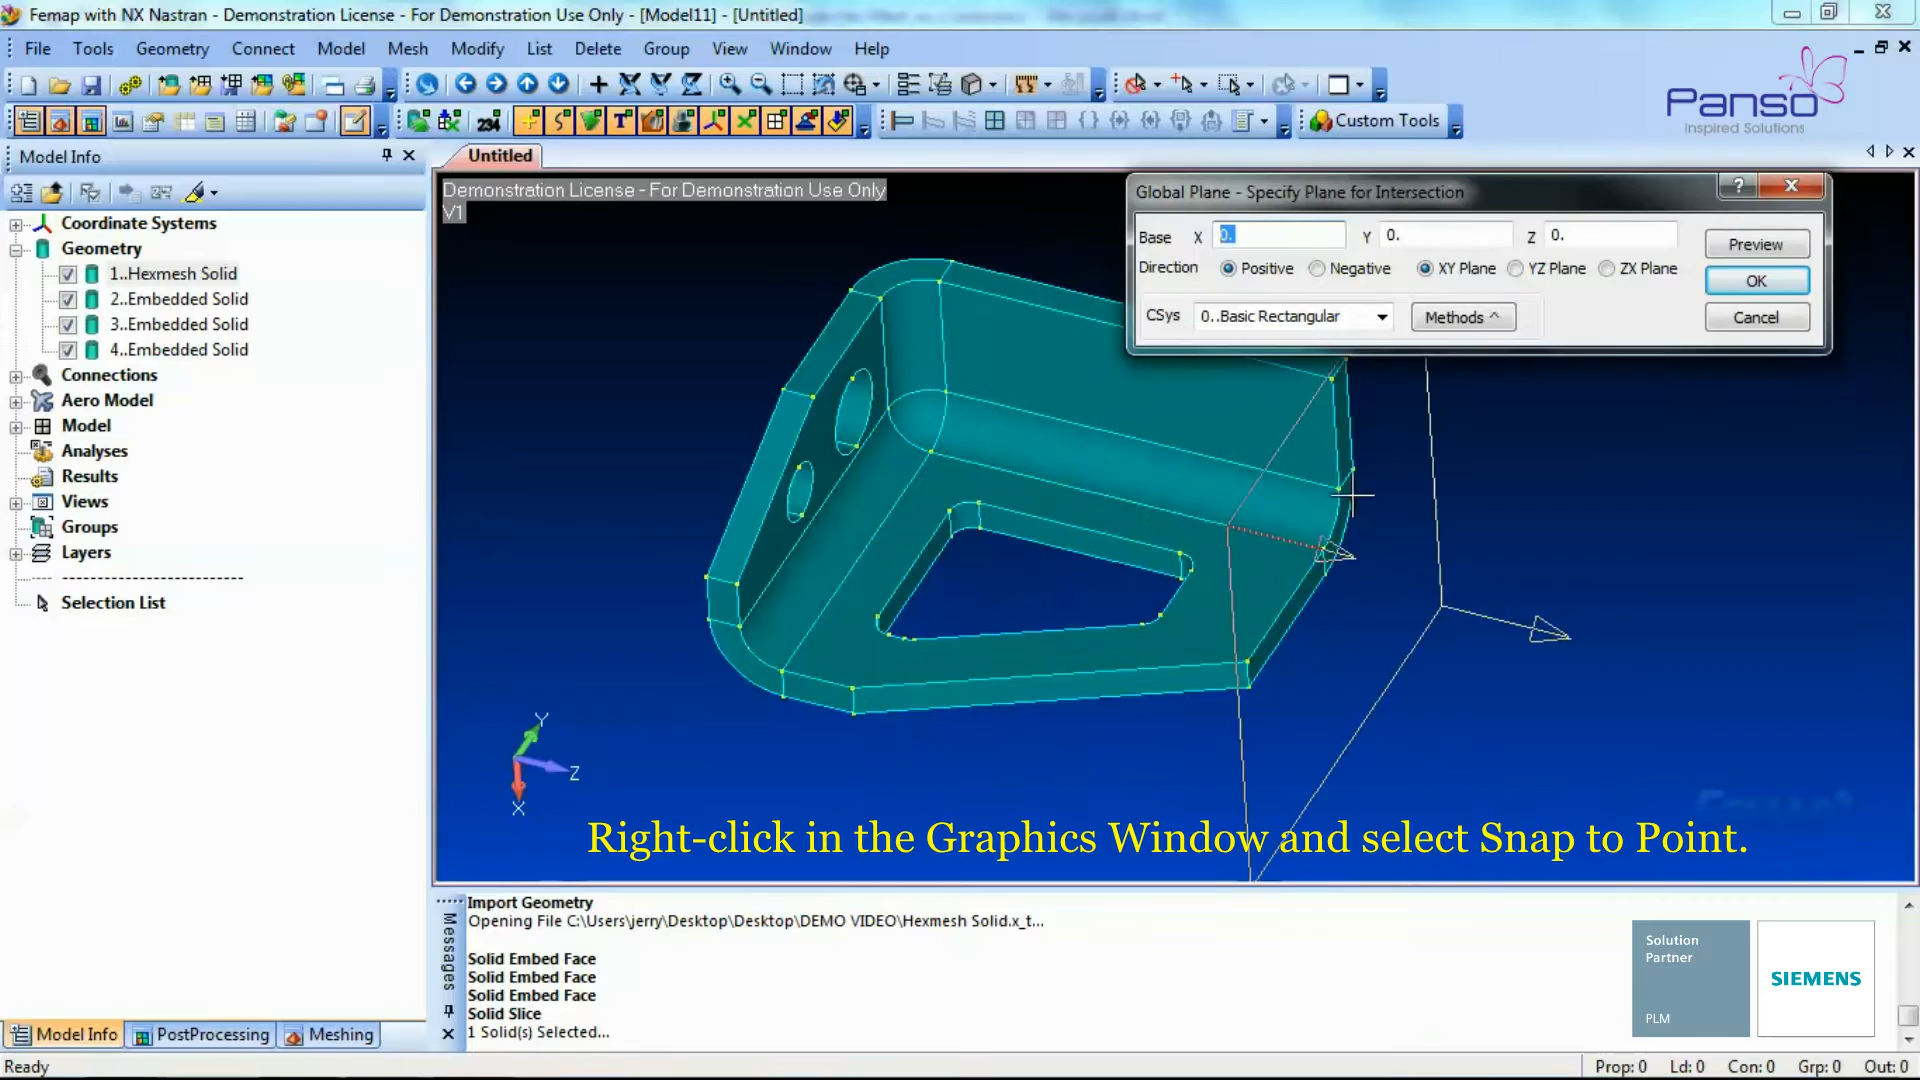 Femap with NX Nastran - Demonstration License - For Demonstration Use Only - [Model11] - [Untitled]
File Tools Geometry Connect Model Mesh Modify List Delete Group View Window Help
234
Custom Tools
Panso
Inspired Solutions
Model Info
Untitled
Demonstration License - For Demonstration Use Only
V1
Coordinate Systems
Geometry
1..Hexmesh Solid
2..Embedded Solid
3..Embedded Solid
4..Embedded Solid
Connections
Aero Model
Model
Analyses
Results
Views
Groups
Layers
Selection List
Global Plane - Specify Plane for Intersection
Base X 0. Y 0. Z 0.
Preview
Direction Positive Negative XY Plane YZ Plane ZX Plane
OK
CSys 0..Basic Rectangular Methods ^
Cancel
Y
Z
X
Right-click in the Graphics Window and select Snap to Point.
Messages
Import Geometry
Opening File C:\Users\jerry\Desktop\Desktop\DEMO VIDEO\Hexmesh Solid.x_t...
Solid Embed Face
Solid Embed Face
Solid Embed Face
Solid Slice
1 Solid(s) Selected...
Solution
Partner
PLM
SIEMENS
Model Info PostProcessing Meshing
Ready
Prop: 0 Ld: 0 Con: 0 Grp: 0 Out: 0